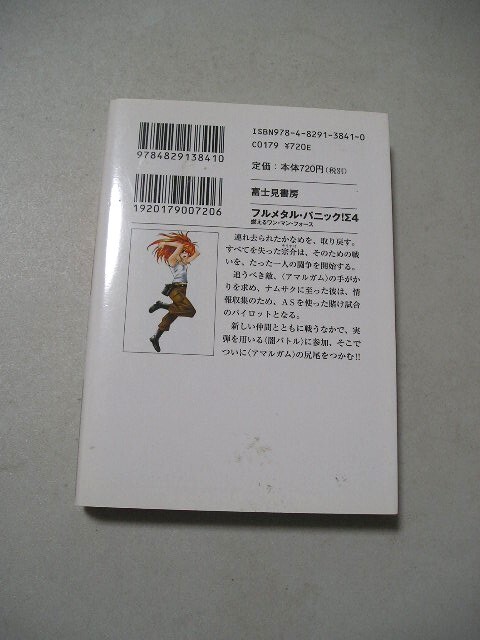 ISBN978-4-8291-3841-0
C0179 ¥720E
9784829138410
定価：本体720円(税別)
1920179007206
富士見書房
フルメタル・パニック!Σ4
燃えるワン・マン・フォース
連れ去られたかなめを、取り戻す。
すべてを失った宗介は、そのための戦
いを、たった一人の闘争を開始する。
追うべき敵、〈アマルガム〉の手がか
りを求め、ナムサクに至った彼は、情
報収集のため、ASを使った賭け試合
のパイロットとなる。
新しい仲間とともに戦うなかで、実
弾を用いる〈闇バトル〉に参加、そこで
ついに〈アマルガム〉の尻尾をつかむ!!